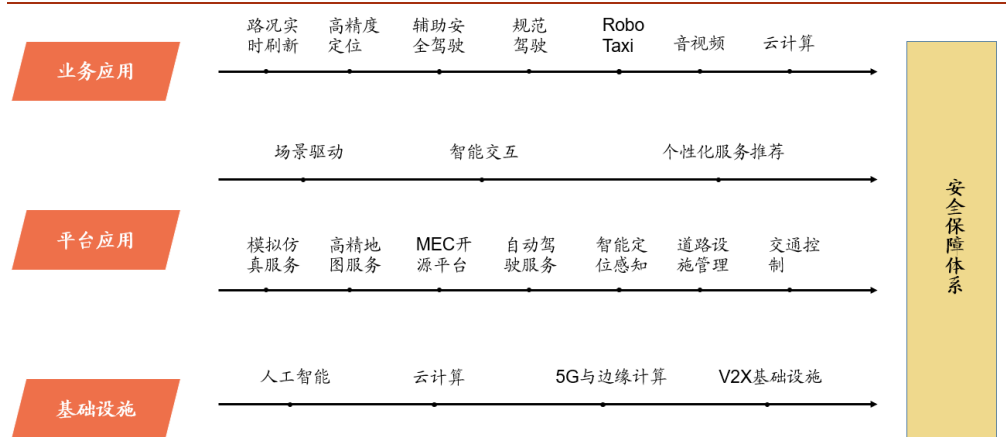 路况实
时刷新
高精度
定位
辅助安
全驾驶
规范
驾驶
Robo
Taxi
音视频
云计算
业务应用
场景驱动
智能交互
个性化服务推荐
平台应用
模拟仿
真服务
高精地
图服务
MEC开
源平台
自动驾
驶服务
智能定
位感知
道路设
施管理
交通控
制
人工智能
云计算
5G与边缘计算
V2X基础设施
基础设施
安全保障体系